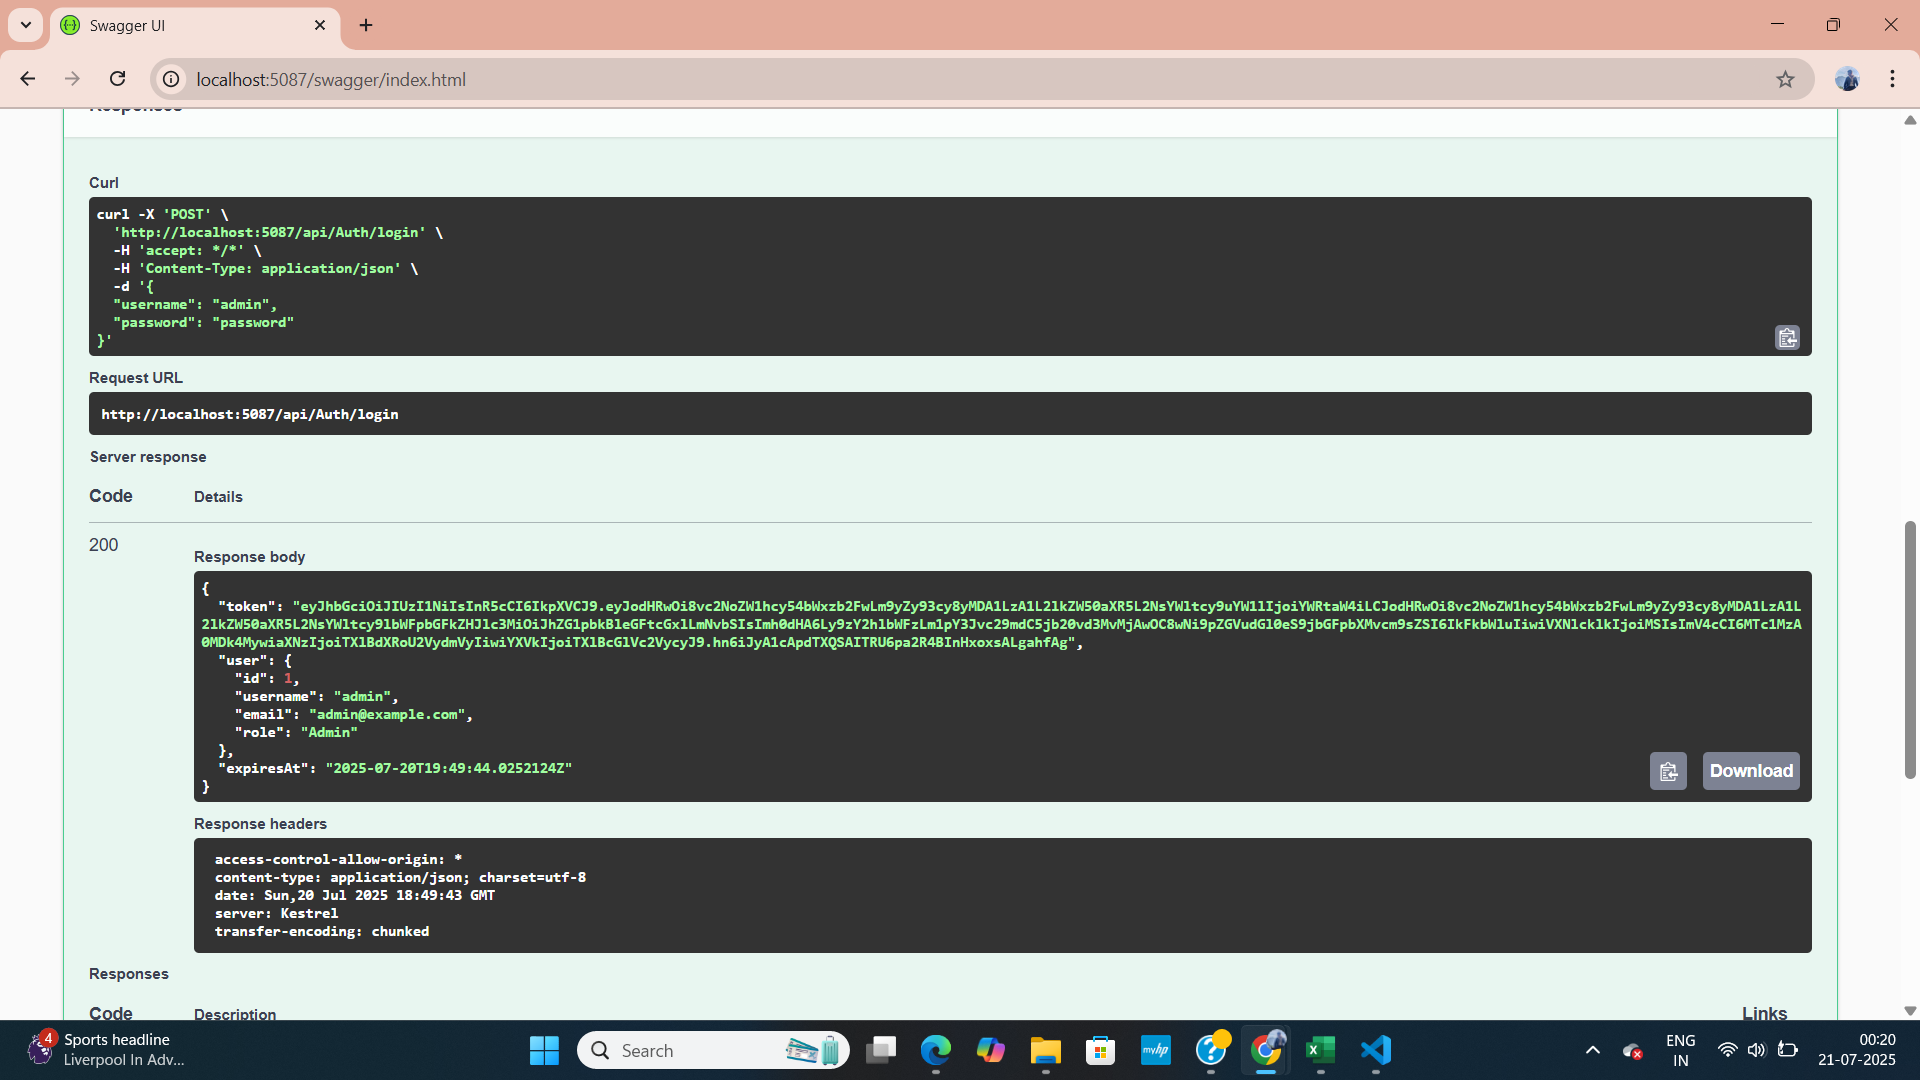 Swagger UI
localhost:5087/swagger/index.html
Responses
Curl
curl -X 'POST' \
'http://localhost:5087/api/Auth/login' \
-H 'accept: */*' \
-H 'Content-Type: application/json' \
-d '{
"username": "admin",
"password": "password"
}'
Request URL
http://localhost:5087/api/Auth/login
Server response
Code Details
200
Response body
{
"token":
"user": {
"id": 1,
"username": "admin",
"email": "admin@example.com",
"role": "Admin"
},
"expiresAt": "2025-07-20T19:49:44.0252124Z"
}
Download
Response headers
access-control-allow-origin: *
content-type: application/json; charset=utf-8
date: Sun,20 Jul 2025 18:49:43 GMT
server: Kestrel
transfer-encoding: chunked
Responses
Code Description Links
4
Sports headline
Liverpool In Adv...
Search
myhp
ENG
IN
00:20
21-07-2025